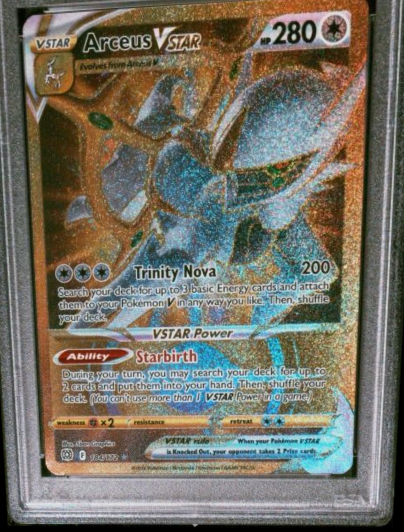 VSTAR Arceus VSTAR HP 280
Evolves from Arceus V
Trinity Nova 200
Search your deck for up to 3 basic Energy cards and attach
them to your Pokémon V in any way you like. Then, shuffle
your deck.
VSTAR Power
Ability Starbirth
During your turn, you may search your deck for up to
2 cards and put them into your hand. Then, shuffle your
deck. (You can't use more than 1 VSTAR Power in a game.)
weakness ×2 resistance retreat
VSTAR rule When your Pokémon VSTAR
is Knocked Out, your opponent takes 2 Prize cards.
F 184/172